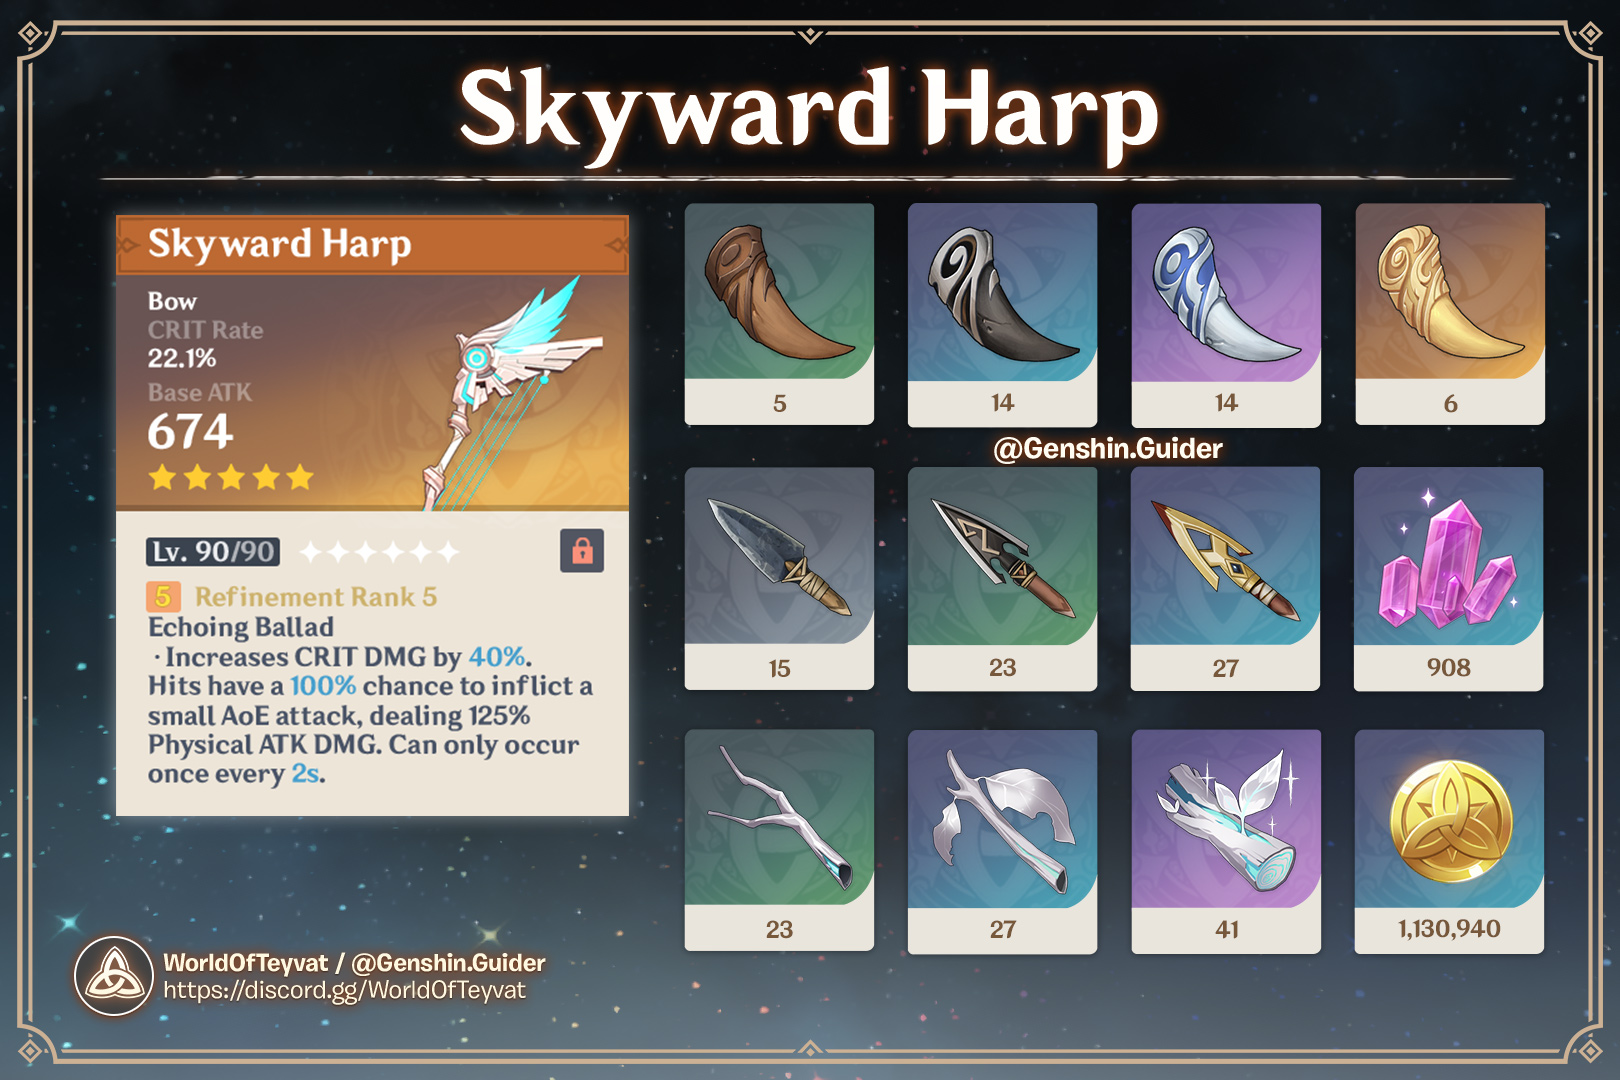 Skyward Harp
Skyward Harp
Bow
CRIT Rate
22.1%
Base ATK
674
Lv. 90/90
5 Refinement Rank 5
Echoing Ballad
· Increases CRIT DMG by 40%.
Hits have a 100% chance to inflict a
small AoE attack, dealing 125%
Physical ATK DMG. Can only occur
once every 2s.
5
14
14
6
@Genshin.Guider
15
23
27
908
23
27
41
1,130,940
WorldOfTeyvat / @Genshin.Guider
https://discord.gg/WorldOfTeyvat